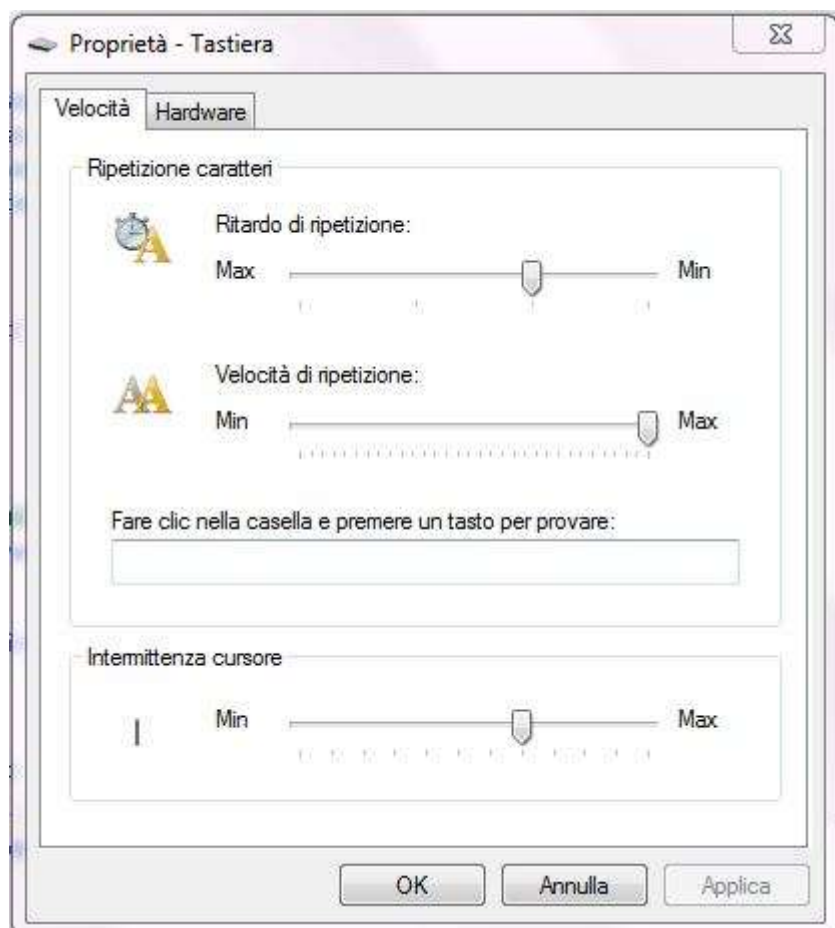 Proprietà - Tastiera
Velocità Hardware
Ripetizione caratteri
Ritardo di ripetizione:
Max Min
Velocità di ripetizione:
Min Max
Fare clic nella casella e premere un tasto per provare:
Intermittenza cursore
Min Max
OK Annulla Applica